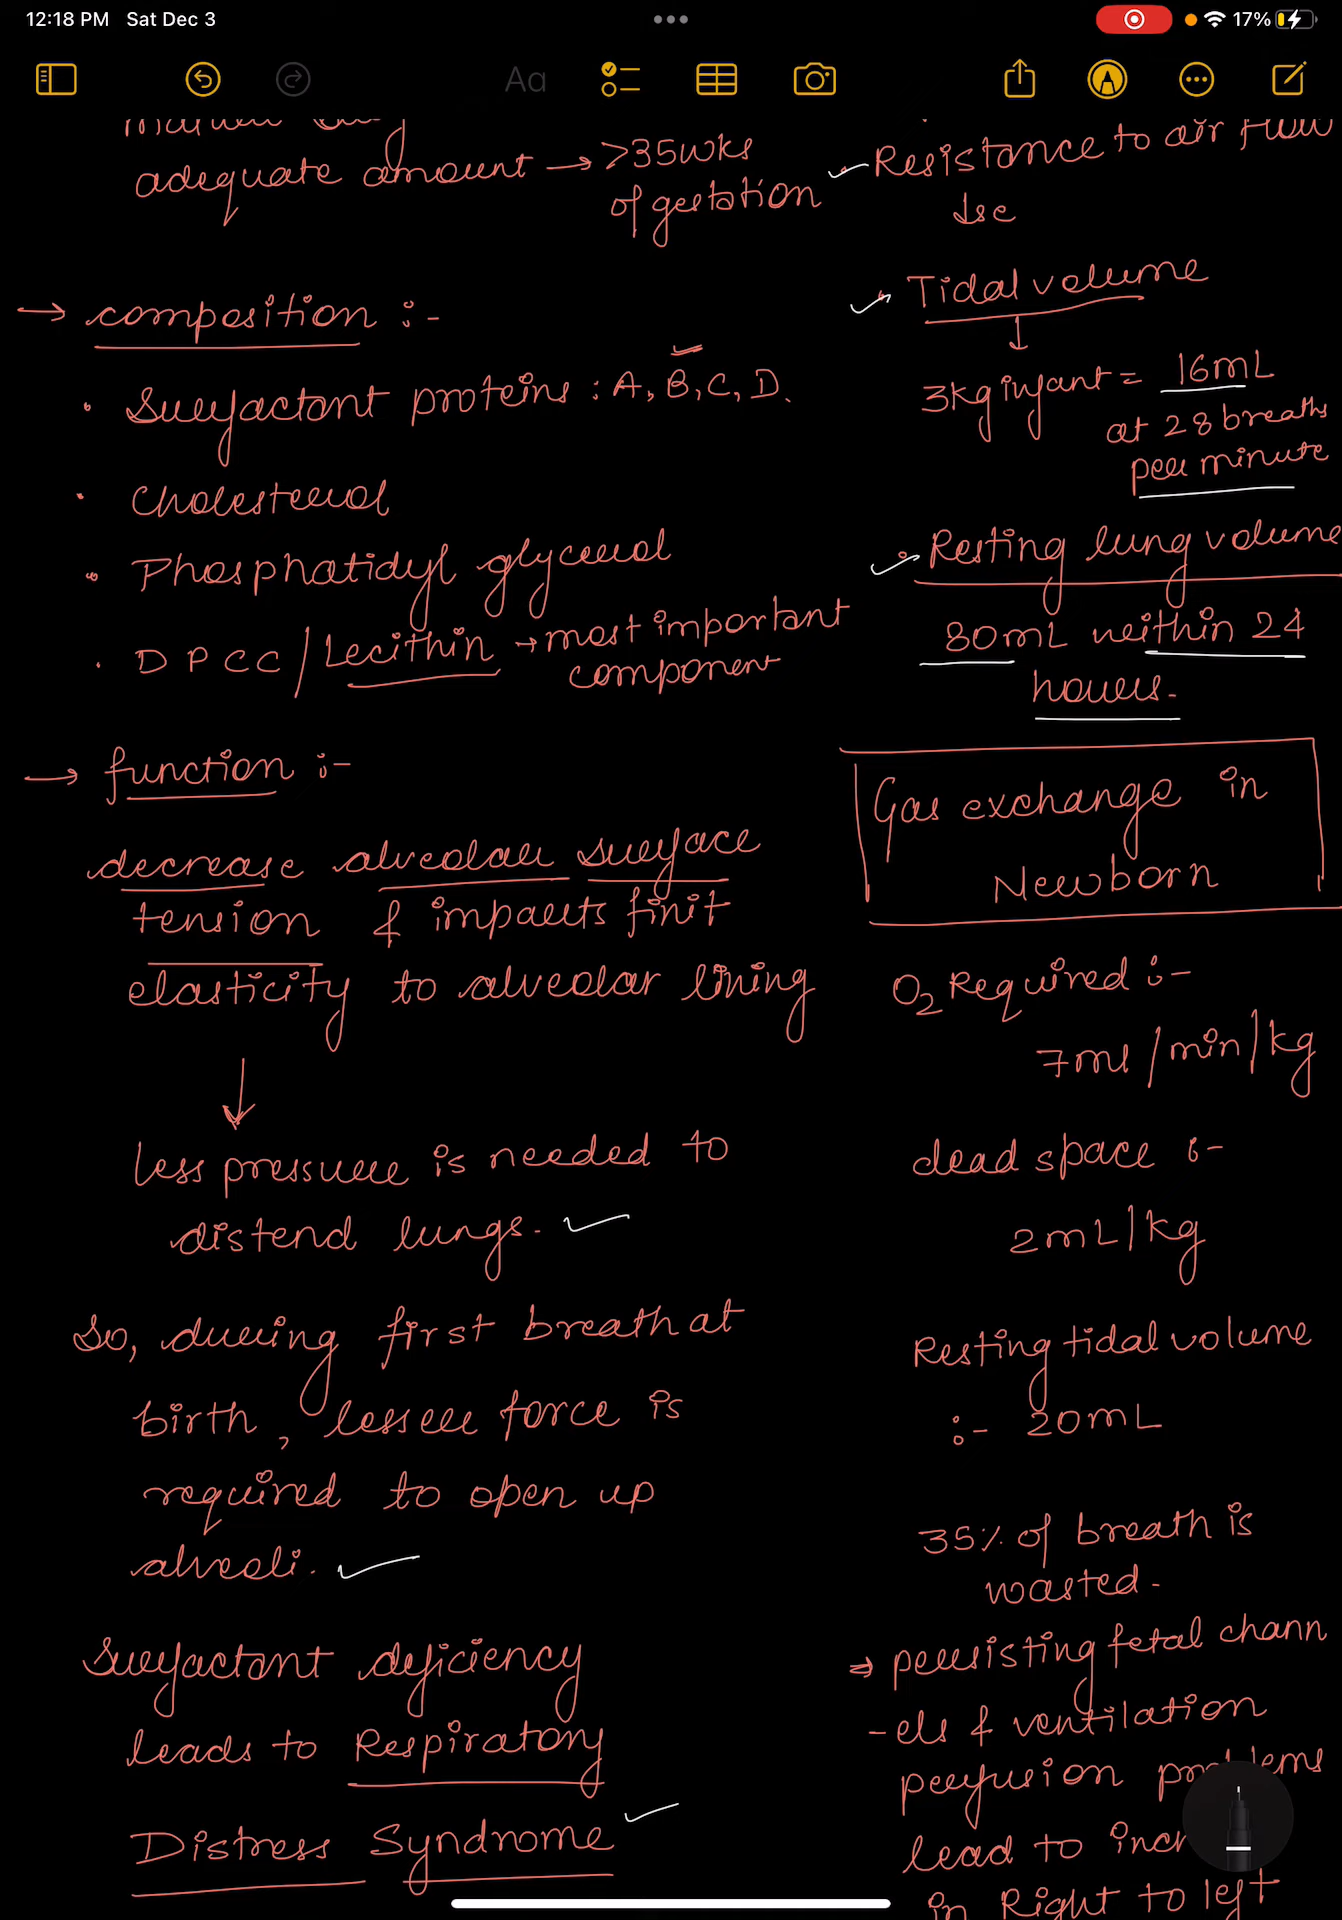 12:18 PM Sat Dec 3
17%
Aa
adequate amount → >35wks
of gestation
→ composition :-
• Surfactant proteins : A, B, C, D.
• Cholesterol
• Phosphatidyl glycerol
• DPCC / Lecithin → most important
component
→ function :-
decrease alveolar surface
tension & imparts finit
elasticity to alveolar lining
↓
less pressure is needed to
distend lungs.
So, during first breath at
birth, lesser force is
required to open up
alveoli.
Surfactant deficiency
leads to Respiratory
Distress Syndrome
Resistance to air flow
↓se
• Tidal volume
↓
3kg infant = 16mL
at 28 breaths
per minute
• Resting lung volume
80mL within 24
hours.
Gas exchange in
Newborn
O2 Required :-
7ml/min/kg
dead space :-
2mL/kg
Resting tidal volume
:- 20mL
35% of breath is
wasted.
⇒ persisting fetal chann
-els & ventilation
perfusion
lead to
in Right to left